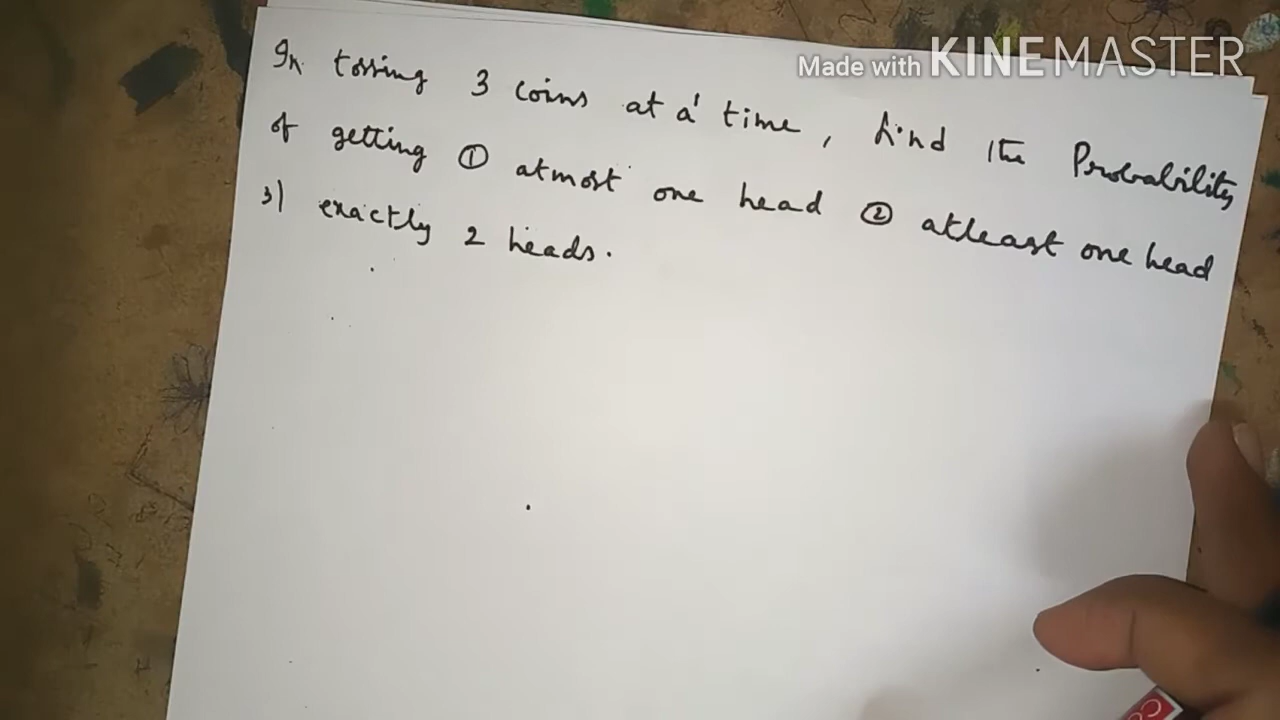 Made with KINEMASTER
In tossing 3 coins at a time, find the Probability
of getting ① atmost one head ② atleast one head
3) exactly 2 heads.